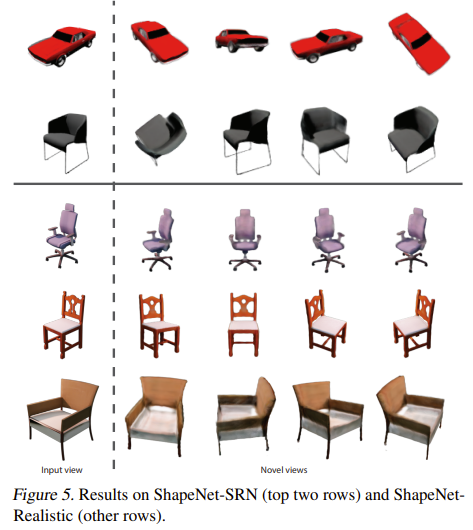 Input view
Novel views
Figure 5. Results on ShapeNet-SRN (top two rows) and ShapeNet-
Realistic (other rows).